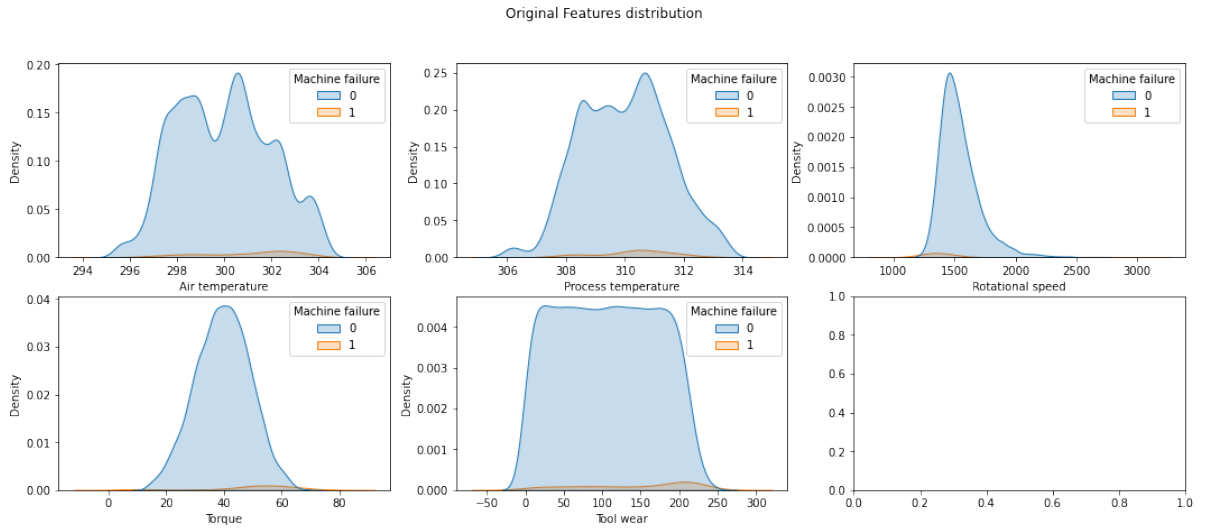 Original Features distribution
0.20
0.15
0.10
0.05
0.00
Density
294 296 298 300 302 304 306
Air temperature
Machine failure
0
1
0.25
0.20
0.15
0.10
0.05
0.00
Density
306 308 310 312 314
Process temperature
Machine failure
0
1
0.0030
0.0025
0.0020
0.0015
0.0010
0.0005
0.0000
Density
1000 1500 2000 2500 3000
Rotational speed
Machine failure
0
1
0.04
0.03
0.02
0.01
0.00
Density
0 20 40 60 80
Torque
Machine failure
0
1
0.004
0.003
0.002
0.001
0.000
Density
−50 0 50 100 150 200 250 300
Tool wear
Machine failure
0
1
1.0
0.8
0.6
0.4
0.2
0.0
0.0 0.2 0.4 0.6 0.8 1.0